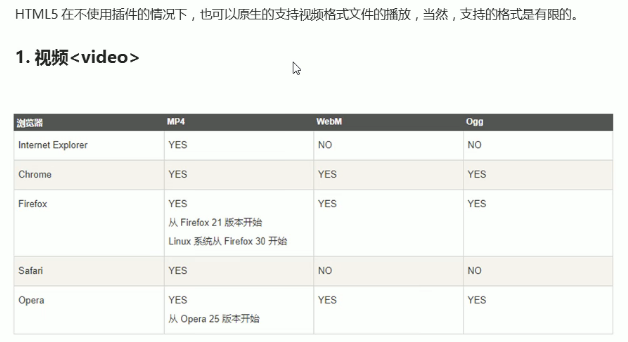 HTML5 在不使用插件的情况下，也可以原生的支持视频格式文件的播放，当然，支持的格式是有限的。
1. 视频<video>
浏览器 MP4 WebM Ogg
Internet Explorer YES NO NO
Chrome YES YES YES
Firefox YES YES YES
从 Firefox 21 版本开始
Linux 系统从 Firefox 30 开始
Safari YES NO NO
Opera YES YES YES
从 Opera 25 版本开始